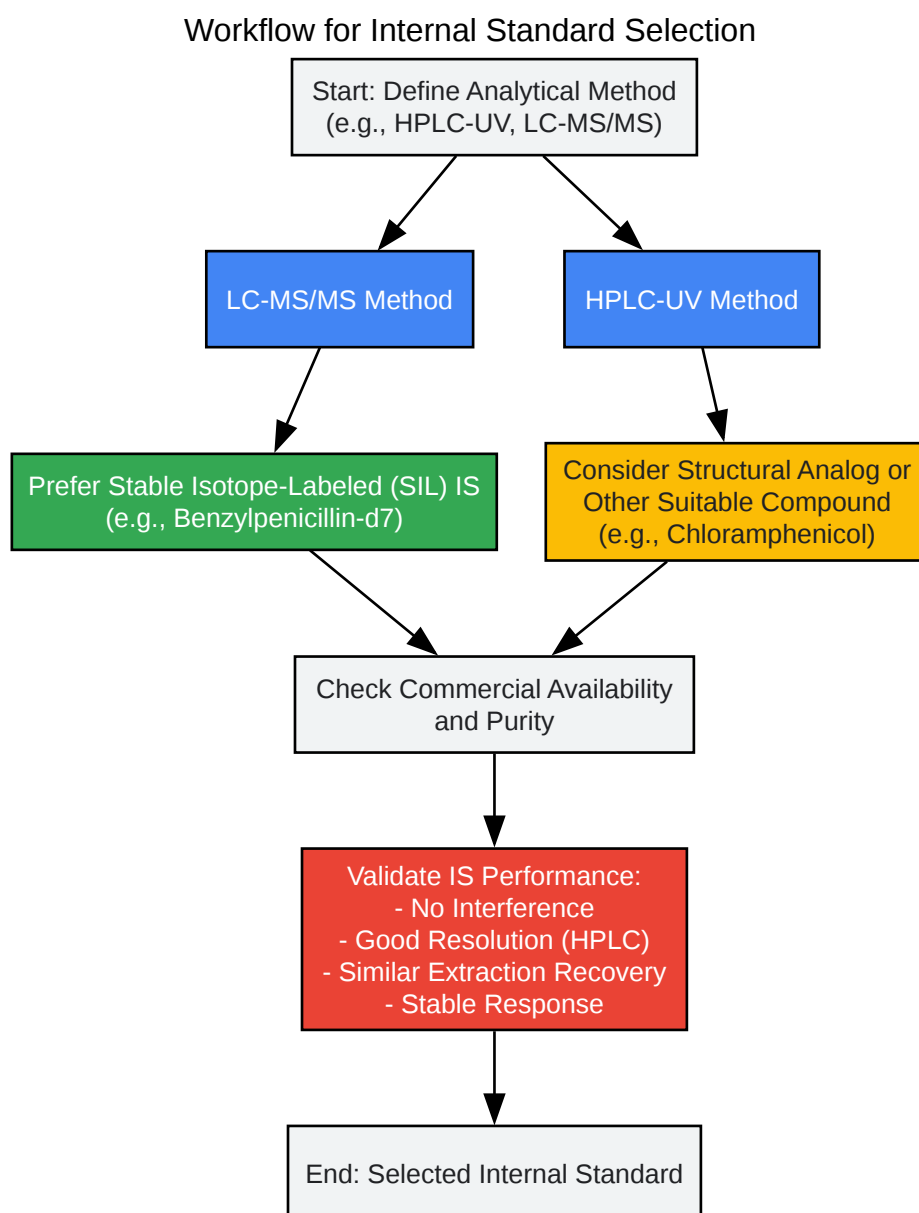 Workflow for Internal Standard Selection
Start: Define Analytical Method
(e.g., HPLC-UV, LC-MS/MS)
LC-MS/MS Method
HPLC-UV Method
Prefer Stable Isotope-Labeled (SIL) IS
(e.g., Benzylpenicillin-d7)
Consider Structural Analog or
Other Suitable Compound
(e.g., Chloramphenicol)
Check Commercial Availability
and Purity
Validate IS Performance:
- No Interference
- Good Resolution (HPLC)
- Similar Extraction Recovery
- Stable Response
End: Selected Internal Standard